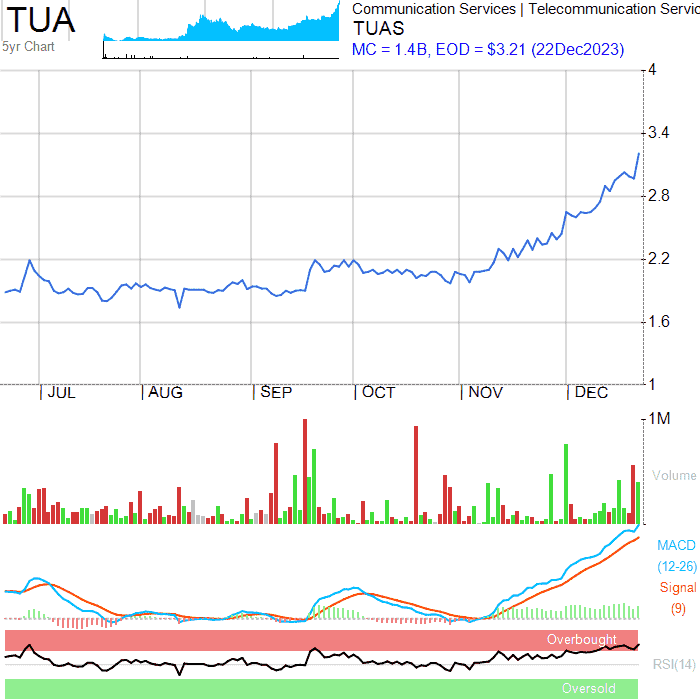 TUA
5yr Chart
Communication Services | Telecommunication Servic
TUAS
MC = 1.4B, EOD = $3.21 (22Dec2023)
4
3.4
2.8
2.2
1.6
1
| JUL | AUG | SEP | OCT | NOV | DEC
1M
Volume
MACD
(12-26)
Signal
(9)
Overbought
RSI(14)
Oversold